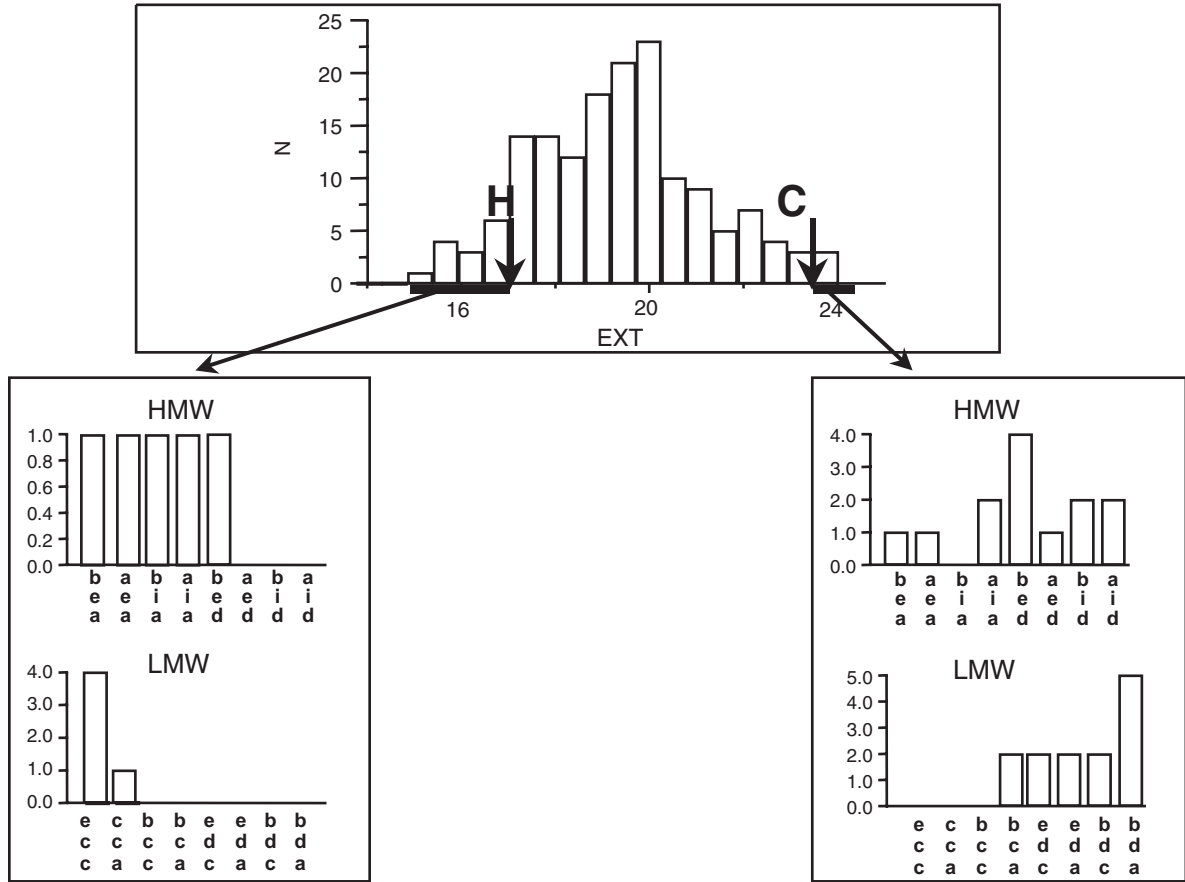 25
20
15
10
5
0
N
H
C
16
20
24
EXT
HMW
1.0
0.8
0.6
0.4
0.2
0.0
b a b a b a b a
e e i i e e i i
a a a a d d d d
LMW
4.0
3.0
2.0
1.0
0.0
e c b b e e b b
c c c c d d d d
c a c a c a c a
HMW
4.0
3.0
2.0
1.0
0.0
b a b a b a b a
e e i i e e i i
a a a a d d d d
LMW
5.0
4.0
3.0
2.0
1.0
0.0
e c b b e e b b
c c c c d d d d
c a c a c a c a